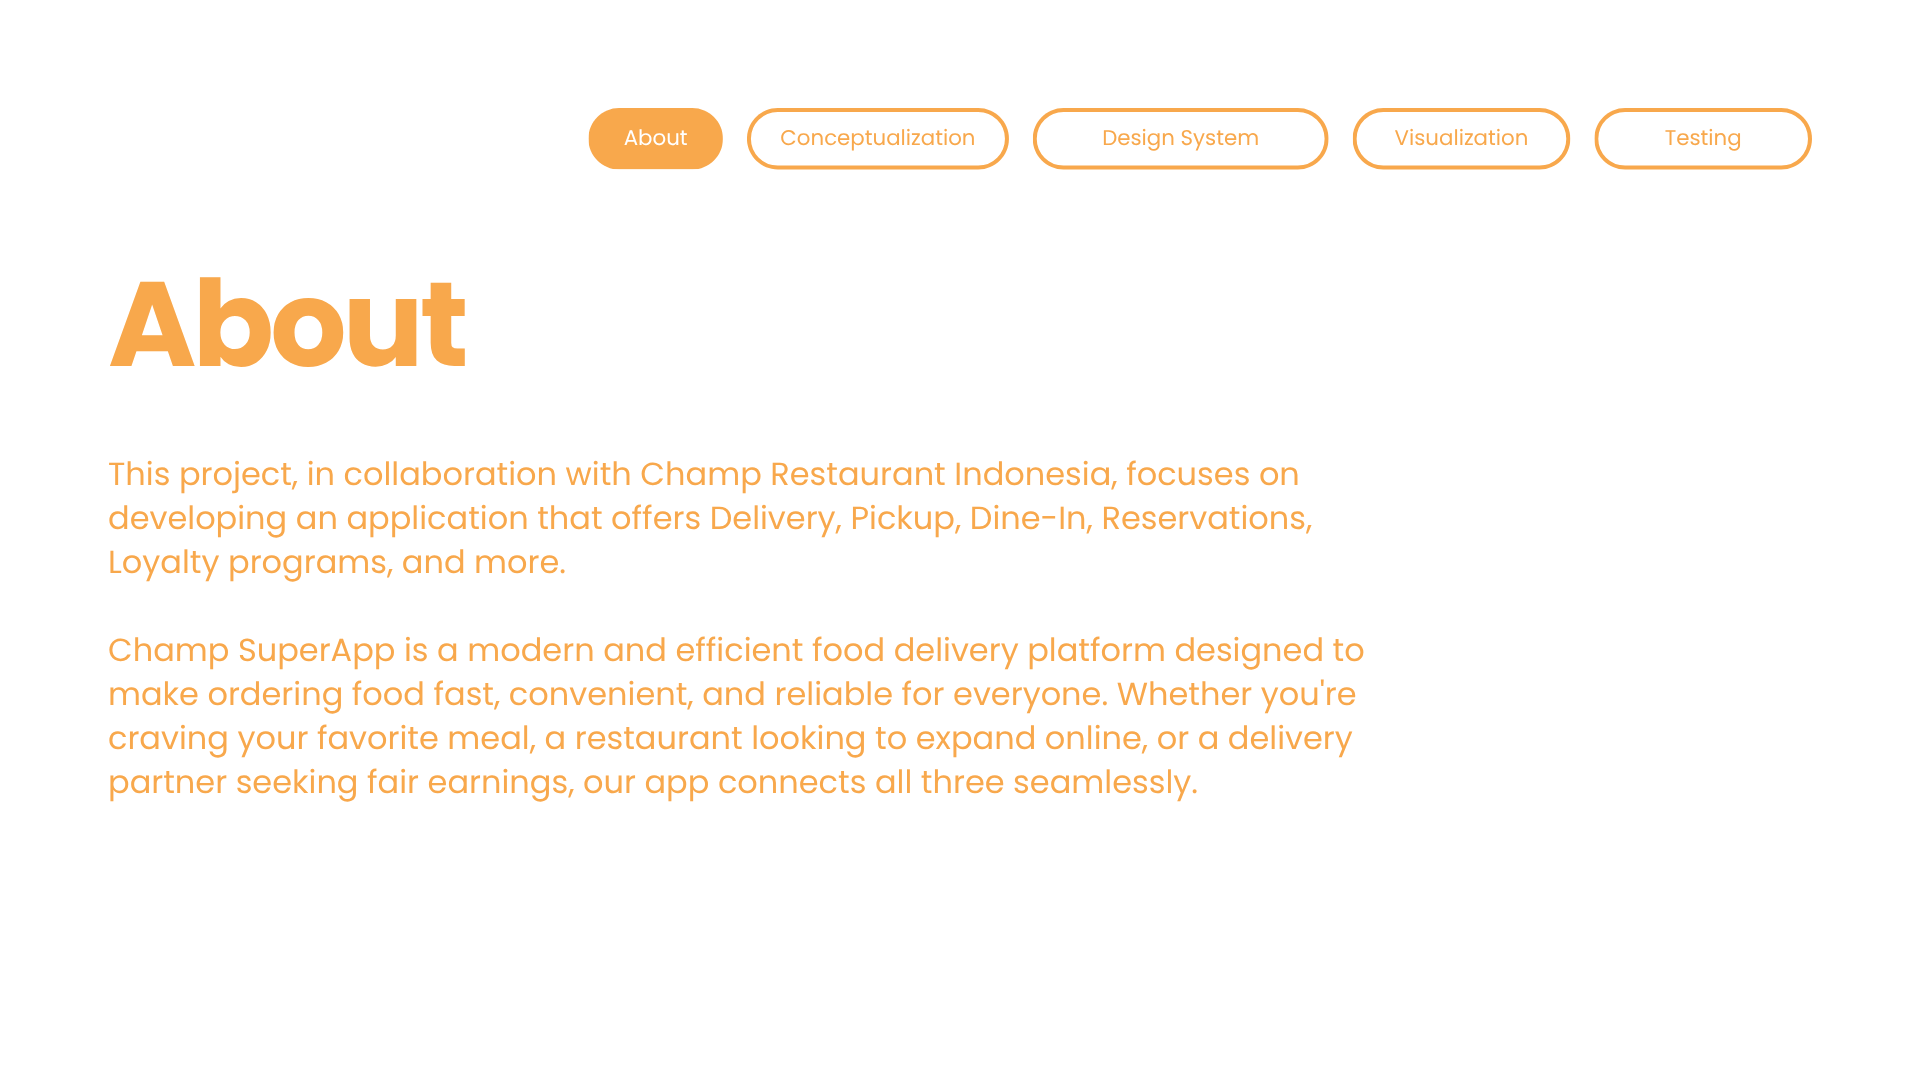 About
Conceptualization
Design System
Visualization
Testing
About
This project, in collaboration with Champ Restaurant Indonesia, focuses on
developing an application that offers Delivery, Pickup, Dine-In, Reservations,
Loyalty programs, and more.
Champ SuperApp is a modern and efficient food delivery platform designed to
make ordering food fast, convenient, and reliable for everyone. Whether you're
craving your favorite meal, a restaurant looking to expand online, or a delivery
partner seeking fair earnings, our app connects all three seamlessly.